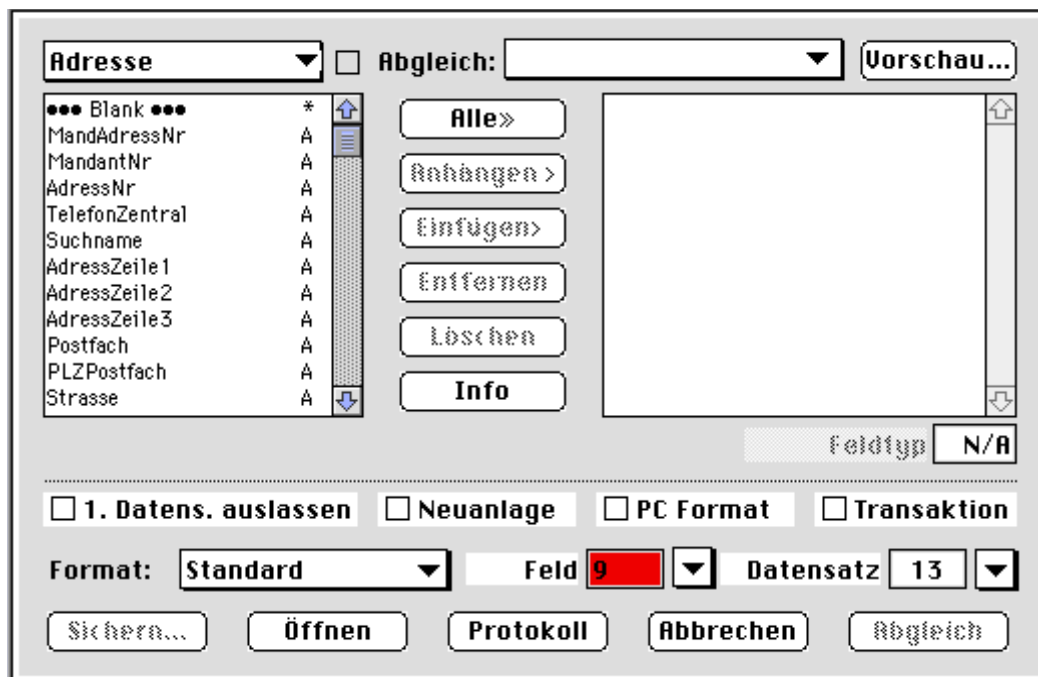 Adresse Abgleich: Vorschau...
●●● Blank ●●● *
MandAdressNr A
MandantNr A
AdressNr A
TelefonZentral A
Suchname A
AdressZeile1 A
AdressZeile2 A
AdressZeile3 A
Postfach A
PLZPostfach A
Strasse A
Alle»
Anhängen >
Einfügen>
Entfernen
Löschen
Info
Feldtyp N/A
1. Datens. auslassen Neuanlage PC Format Transaktion
Format: Standard Feld 9 Datensatz 13
Sichern... Öffnen Protokoll Abbrechen Abgleich